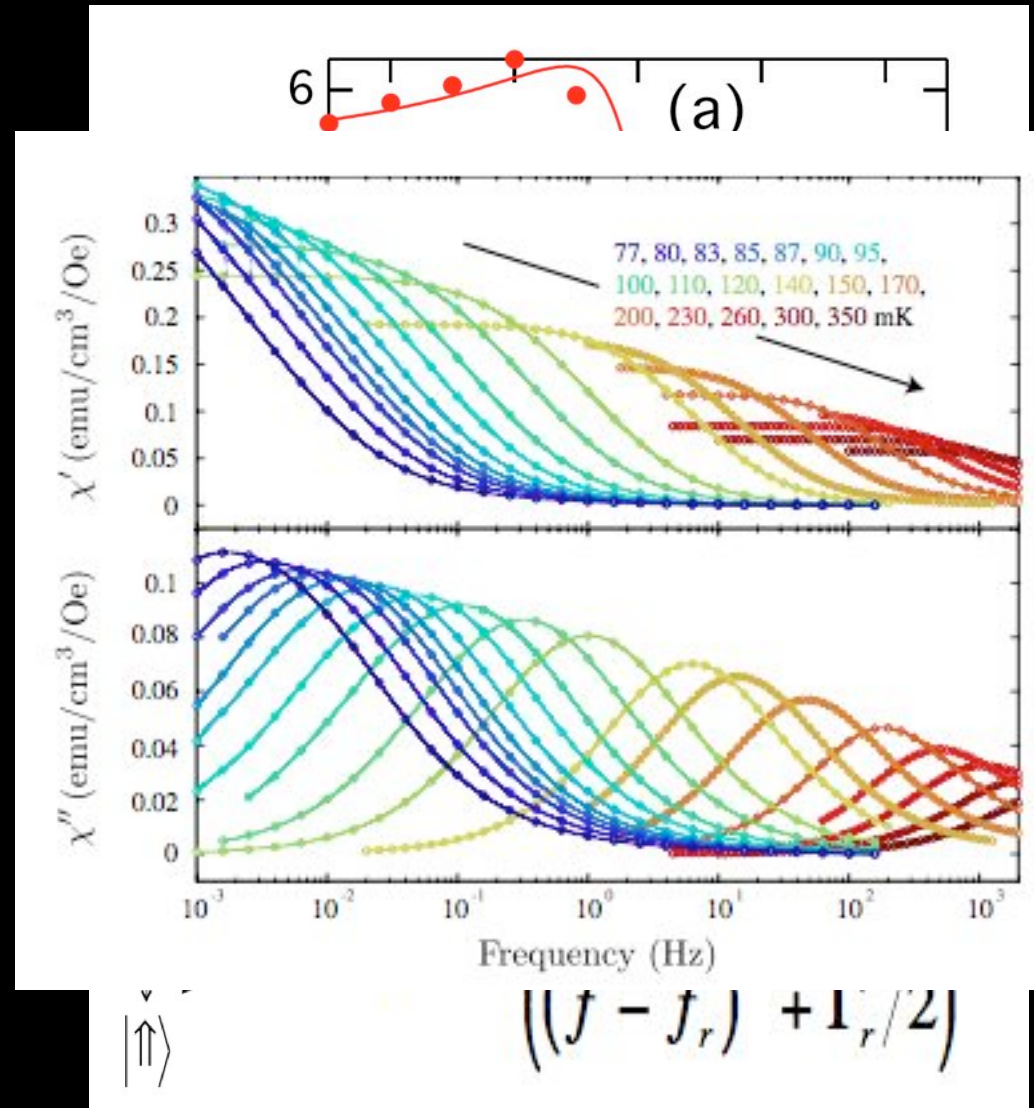 6
(a)
χ′ (emu/cm³/Oe)
0.3
0.25
0.2
0.15
0.1
0.05
0
77, 80, 83, 85, 87, 90, 95,
100, 110, 120, 140, 150, 170,
200, 230, 260, 300, 350 mK
χ″ (emu/cm³/Oe)
0.1
0.08
0.06
0.04
0.02
0
10⁻³ 10⁻² 10⁻¹ 10⁰ 10¹ 10² 10³
Frequency (Hz)
((f − f_r) + Γ_r/2)
|⇑⟩